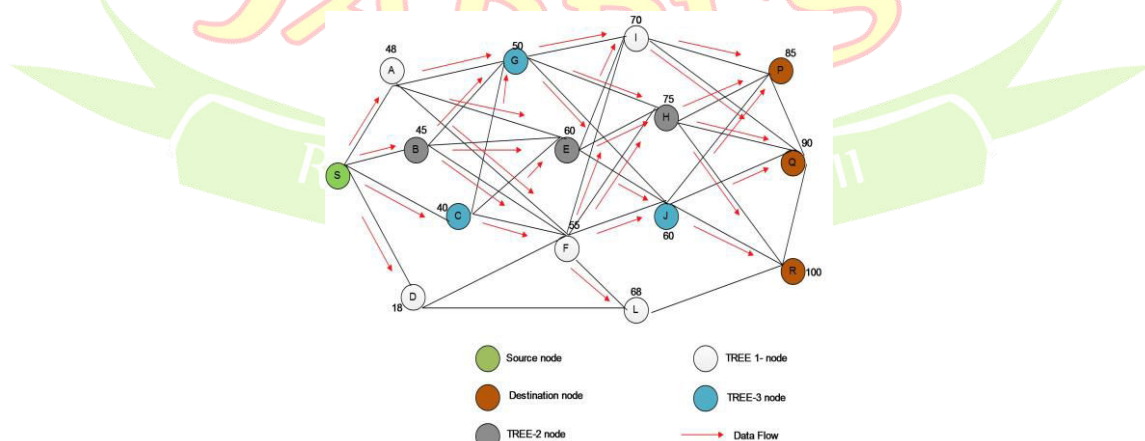 70
I
50
G
85
P
48
A
75
H
45
B
60
E
90
Q
S
40
C
J
60
55
F
R
100
D
18
68
L
Source node
TREE 1- node
Destination node
TREE-3 node
TREE-2 node
Data Flow